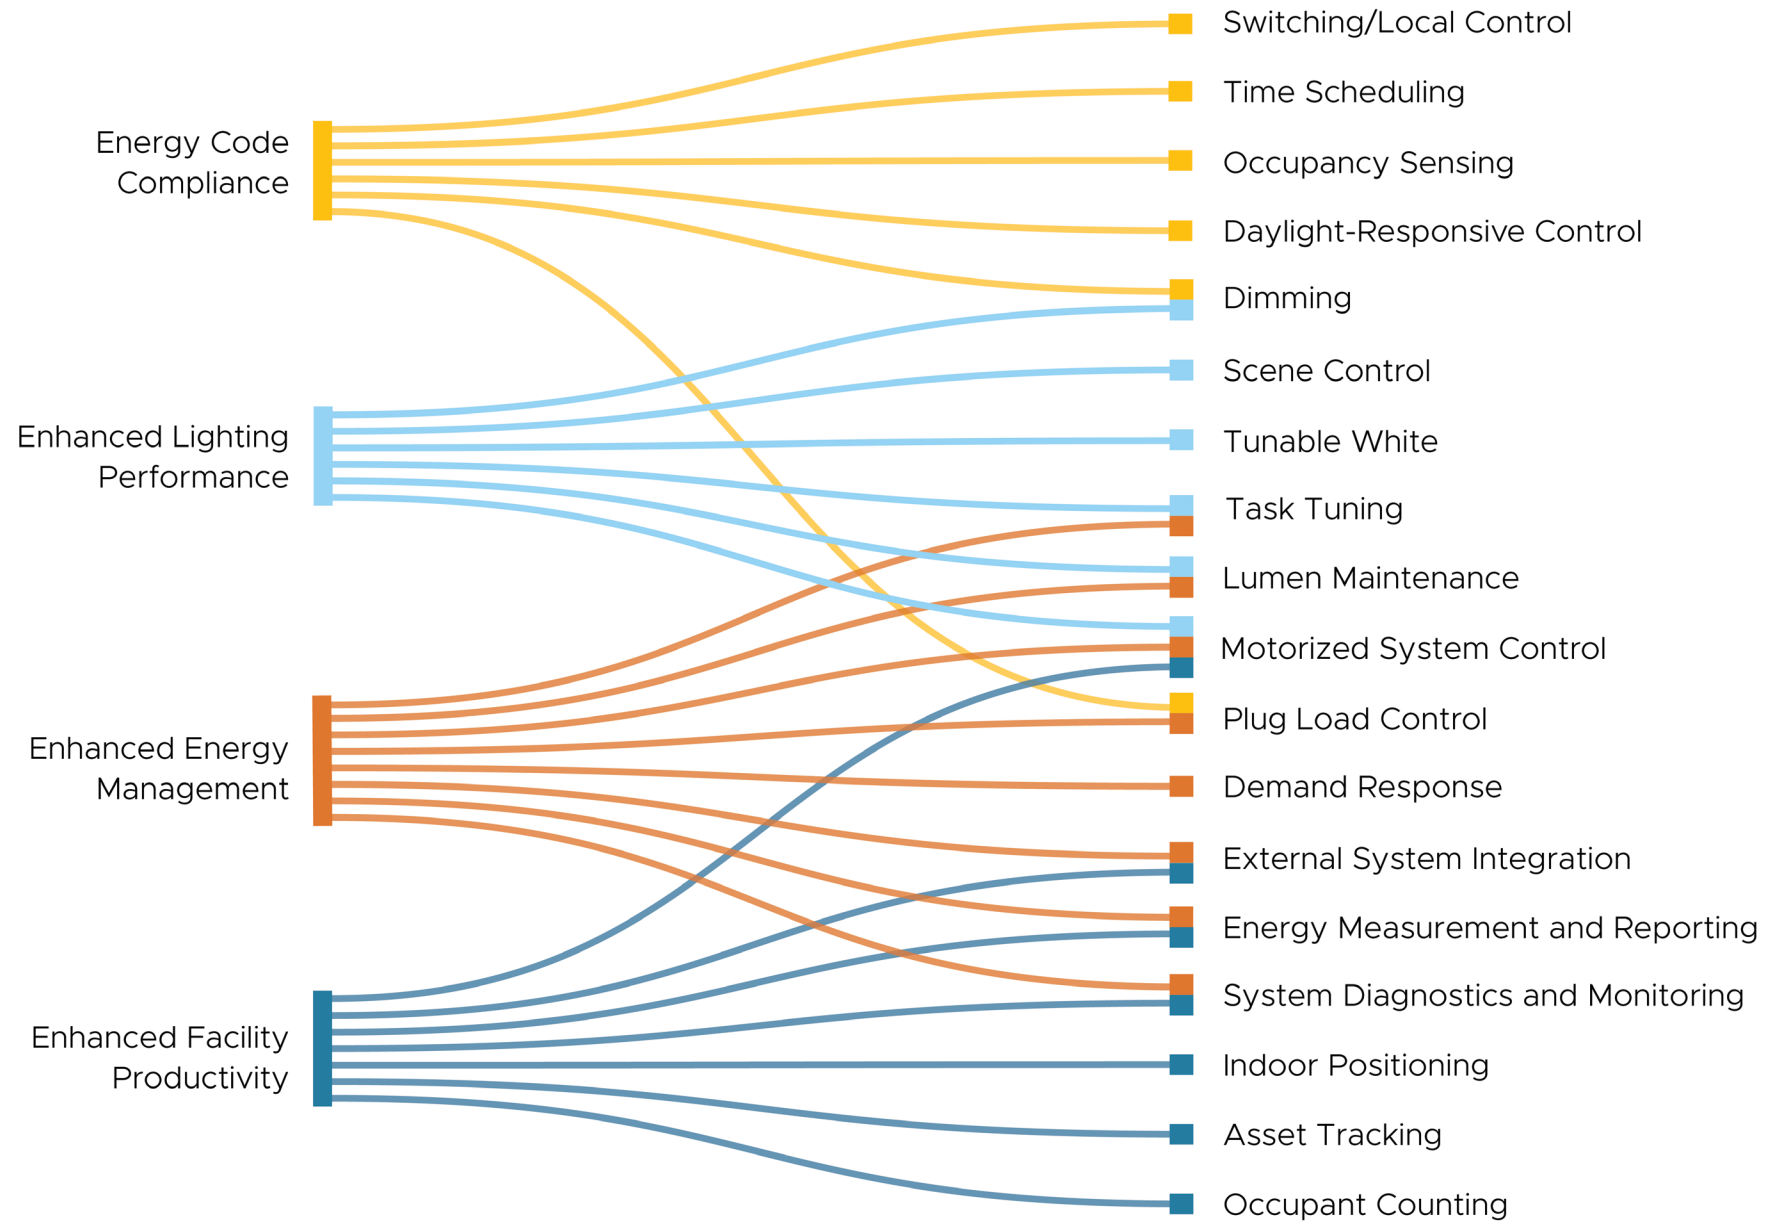 Energy Code
Compliance
Enhanced Lighting
Performance
Enhanced Energy
Management
Enhanced Facility
Productivity
Switching/Local Control
Time Scheduling
Occupancy Sensing
Daylight-Responsive Control
Dimming
Scene Control
Tunable White
Task Tuning
Lumen Maintenance
Motorized System Control
Plug Load Control
Demand Response
External System Integration
Energy Measurement and Reporting
System Diagnostics and Monitoring
Indoor Positioning
Asset Tracking
Occupant Counting